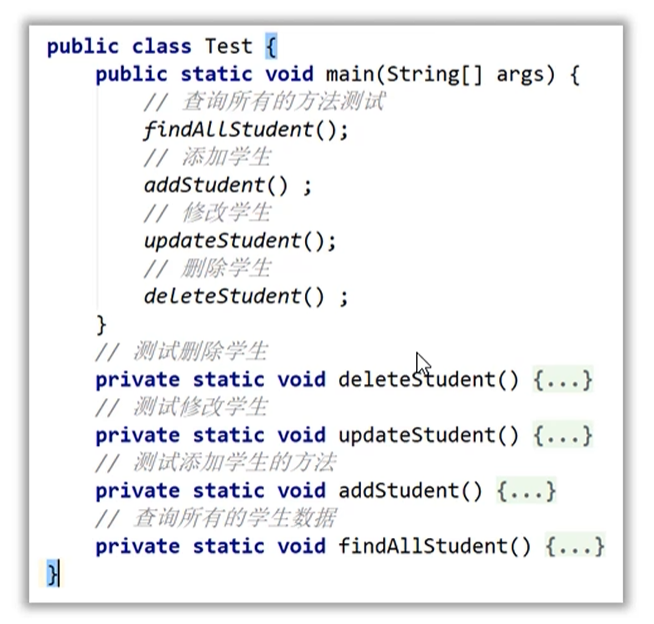 public class Test {
public static void main(String[] args) {
// 查询所有的方法测试
findAllStudent();
// 添加学生
addStudent() ;
// 修改学生
updateStudent();
// 删除学生
deleteStudent() ;
}
// 测试删除学生
private static void deleteStudent() {...}
// 测试修改学生
private static void updateStudent() {...}
// 测试添加学生的方法
private static void addStudent() {...}
// 查询所有的学生数据
private static void findAllStudent() {...}
}